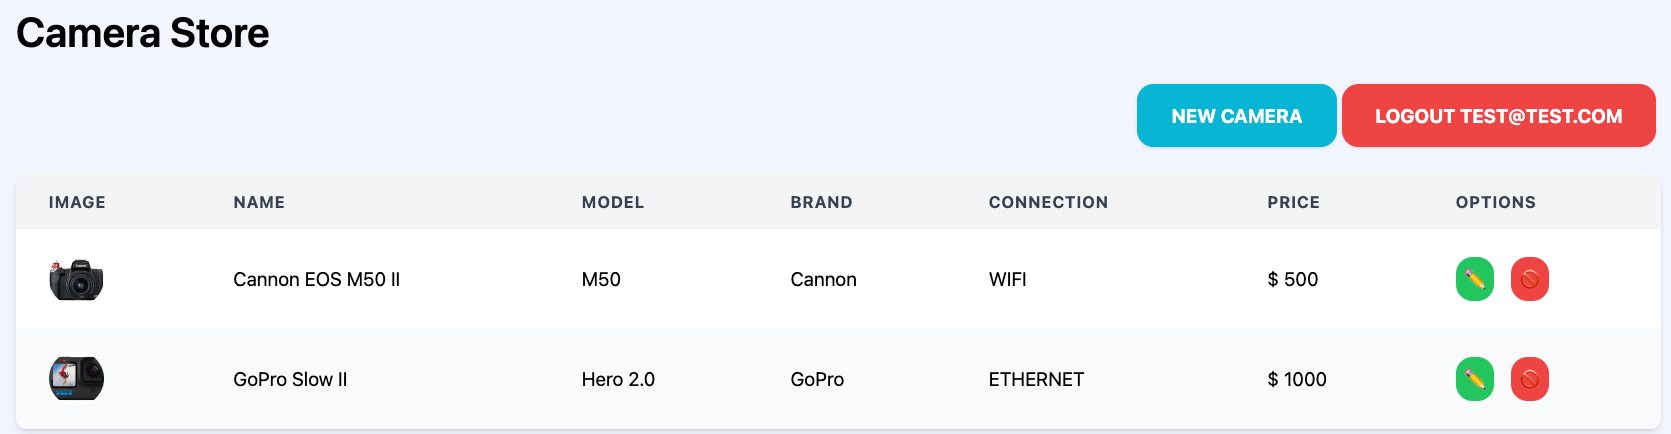 Camera Store
NEW CAMERA LOGOUT TEST@TEST.COM
IMAGE NAME MODEL BRAND CONNECTION PRICE OPTIONS
Cannon EOS M50 II M50 Cannon WIFI $ 500
GoPro Slow II Hero 2.0 GoPro ETHERNET $ 1000